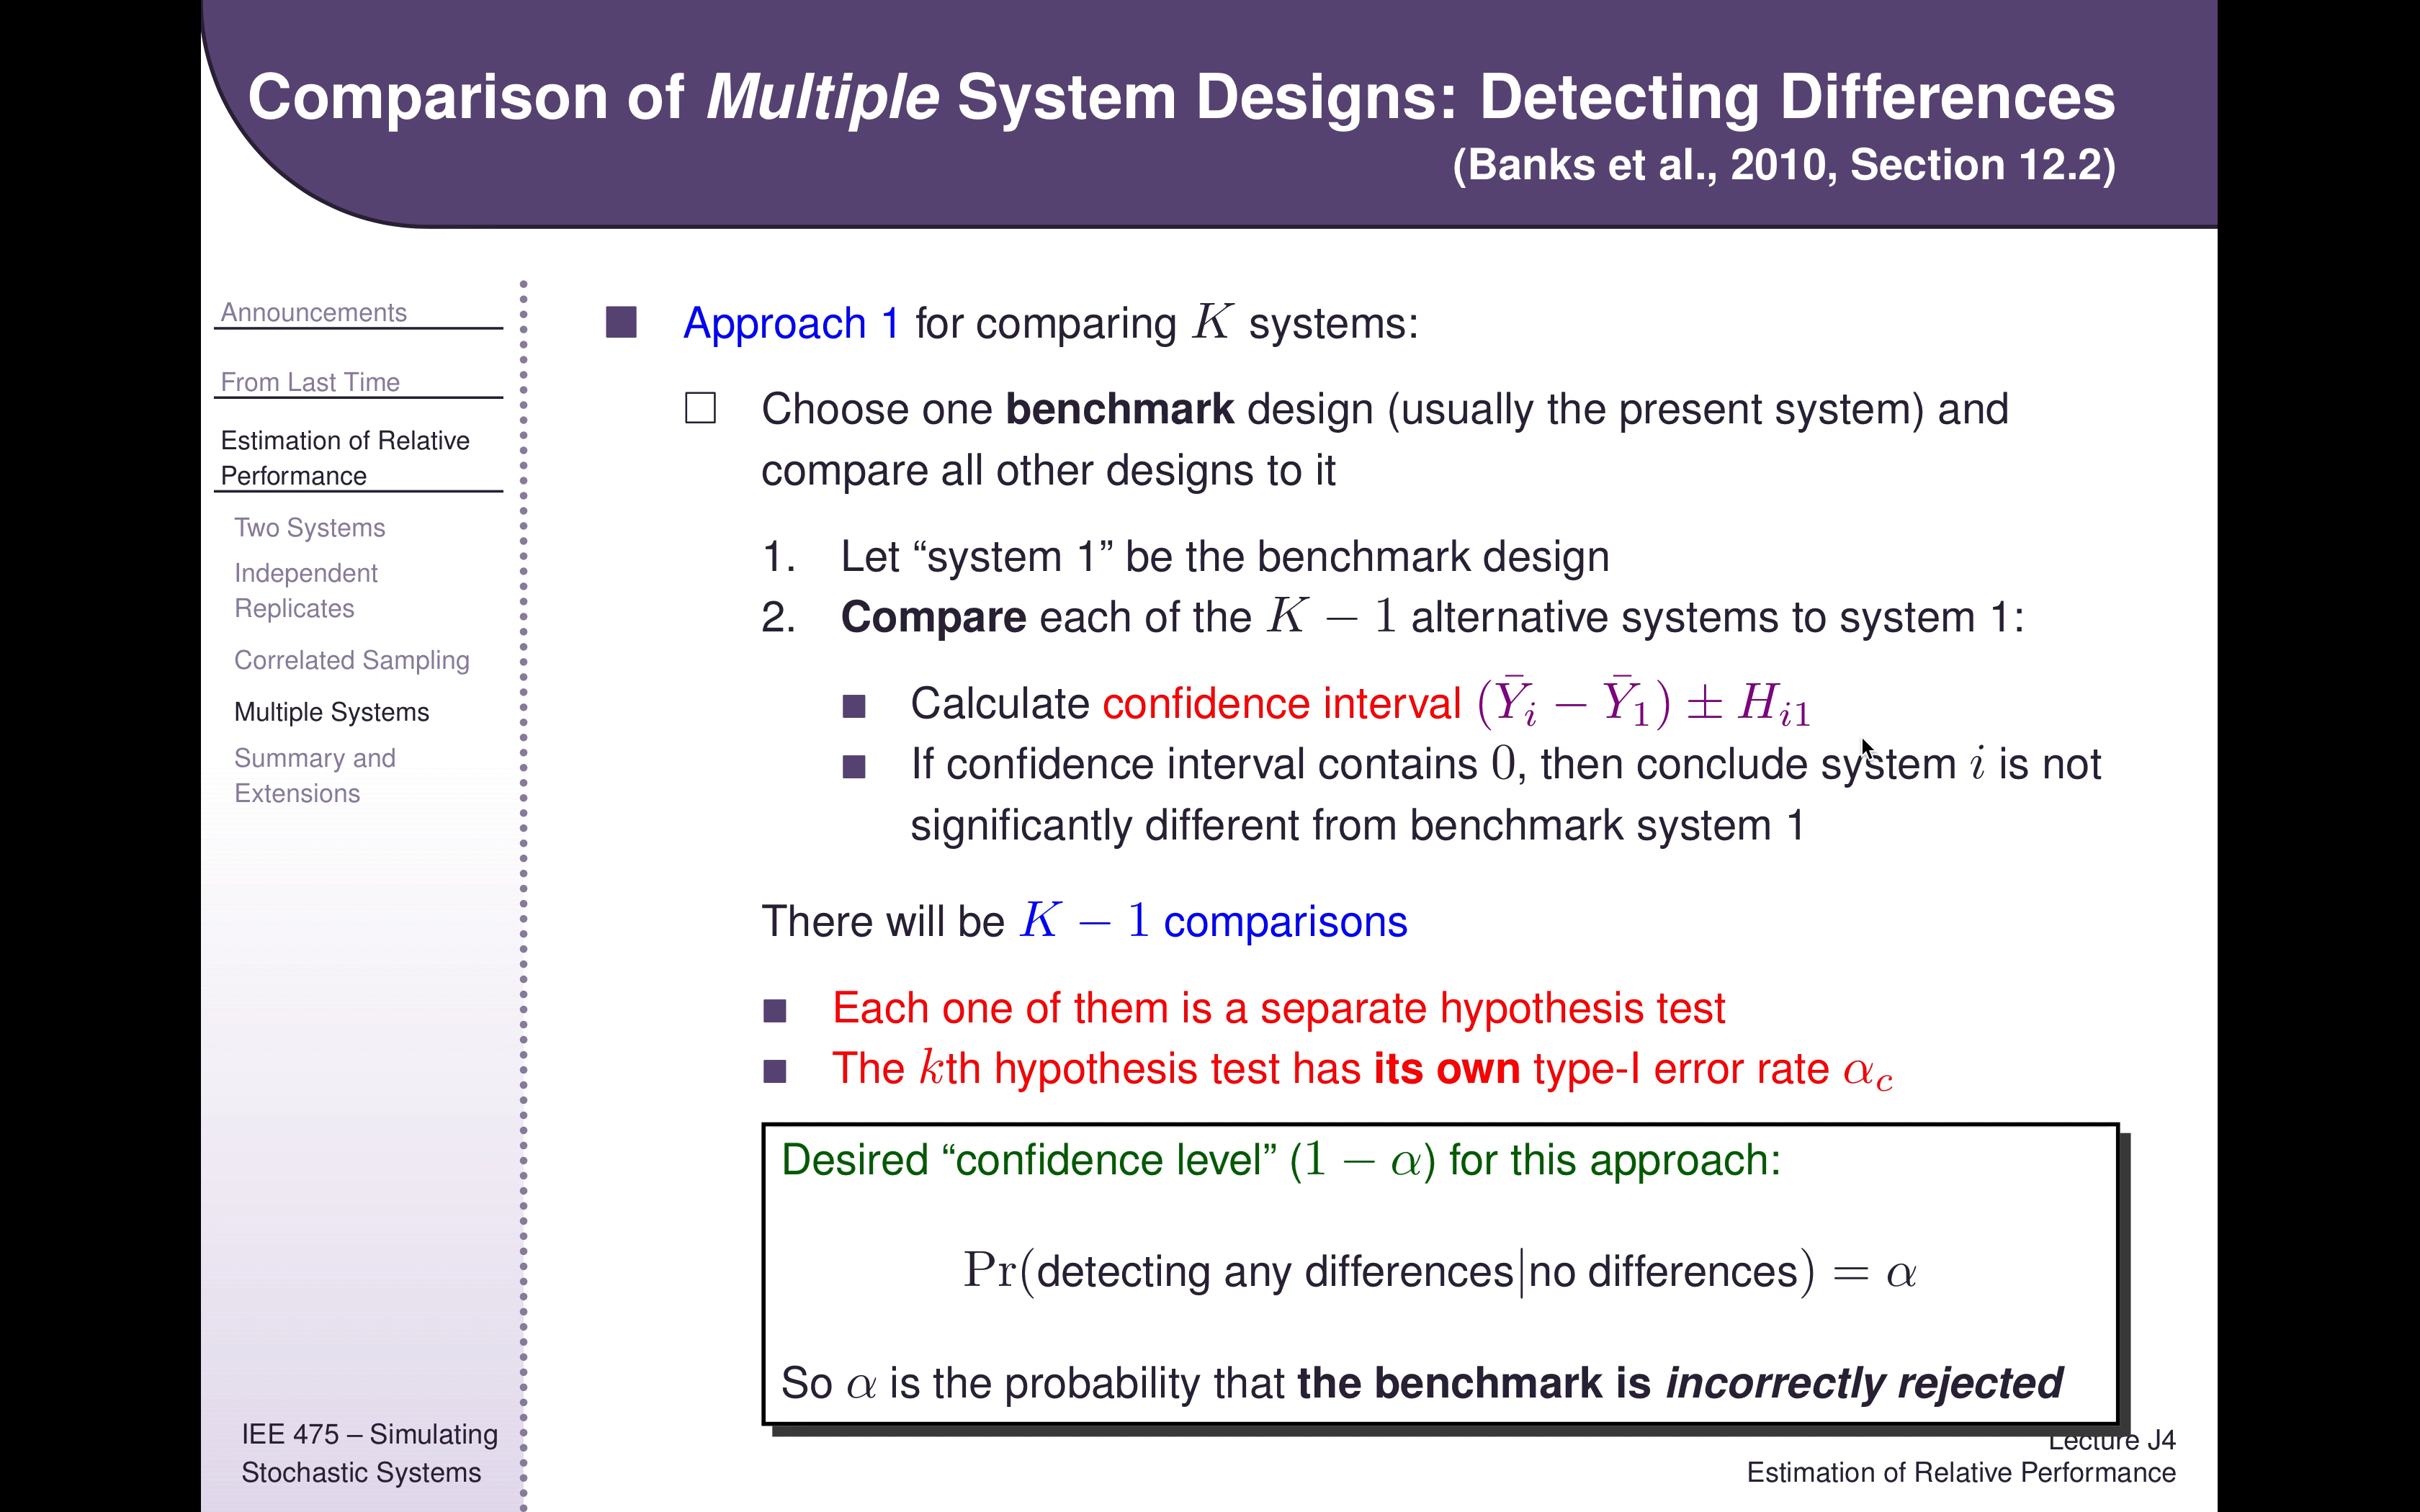 Comparison of Multiple System Designs: Detecting Differences
(Banks et al., 2010, Section 12.2)
Announcements
From Last Time
Estimation of Relative
Performance
Two Systems
Independent
Replicates
Correlated Sampling
Multiple Systems
Summary and
Extensions
IEE 475 – Simulating
Stochastic Systems
Approach 1 for comparing K systems:
Choose one benchmark design (usually the present system) and
compare all other designs to it
1. Let “system 1” be the benchmark design
2. Compare each of the K − 1 alternative systems to system 1:
Calculate confidence interval (Ȳᵢ − Ȳ₁) ± Hᵢ₁
If confidence interval contains 0, then conclude system i is not
significantly different from benchmark system 1
There will be K − 1 comparisons
Each one of them is a separate hypothesis test
The kth hypothesis test has its own type-I error rate α_c
Desired “confidence level” (1 − α) for this approach:
Pr(detecting any differences|no differences) = α
So α is the probability that the benchmark is incorrectly rejected
Lecture J4
Estimation of Relative Performance